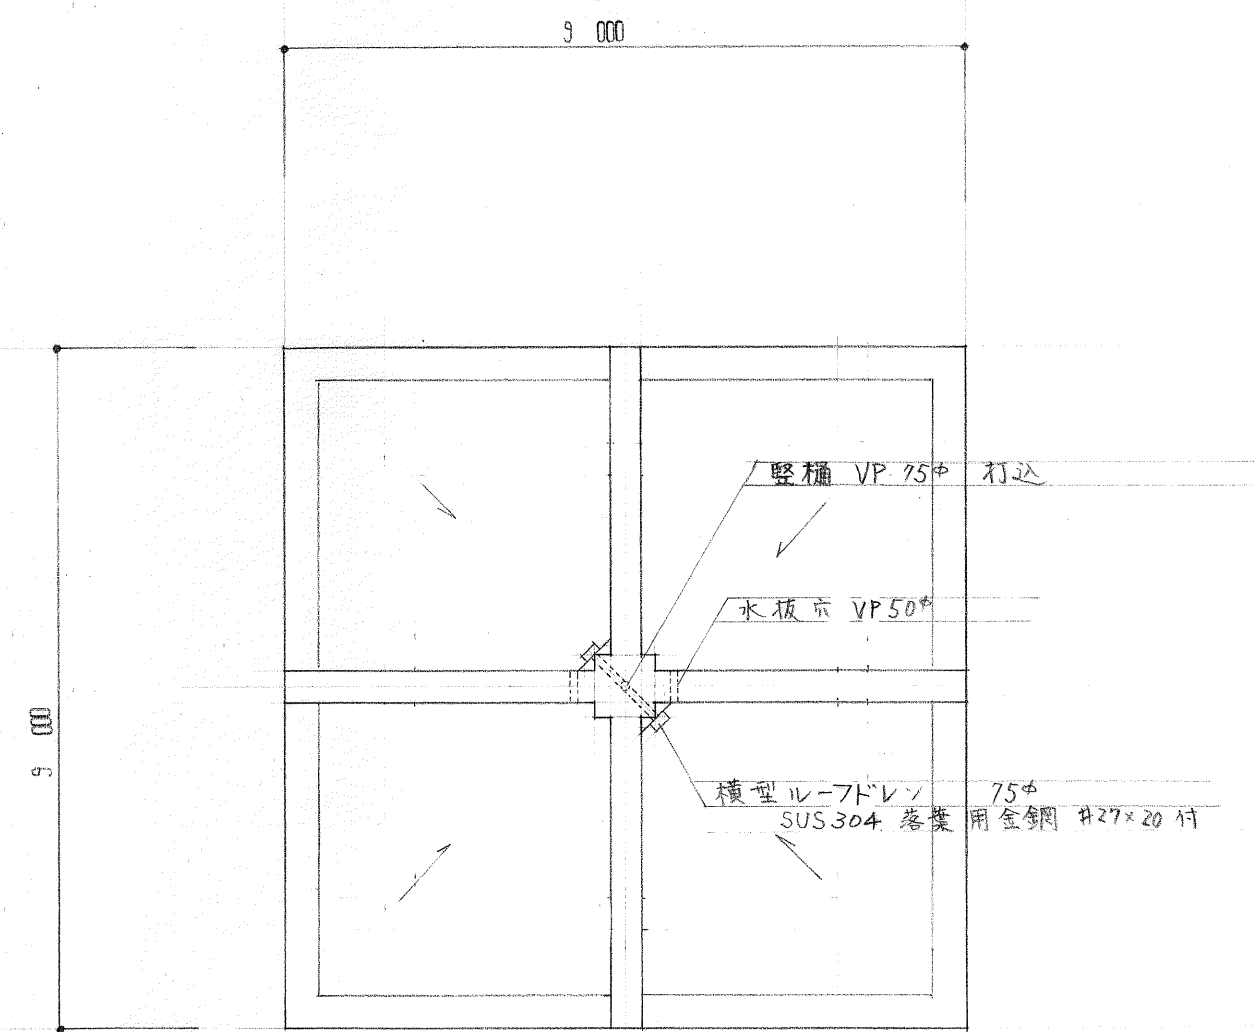 9 000
竪樋 VP 75φ 打込
水抜穴 VP50φ
9 000
横型ルーフドレン 75φ
SUS304 落葉用金網 #27×20 付